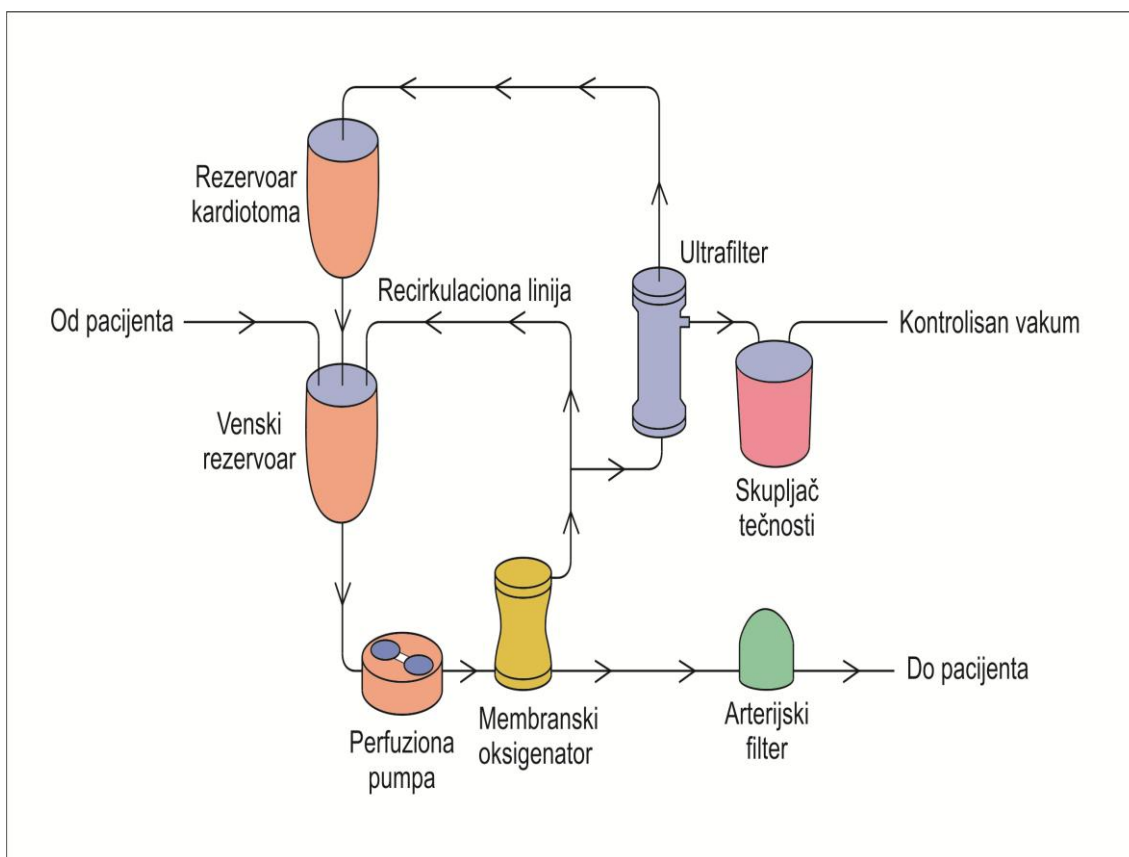 Rezervoar
kardiotoma
Ultrafilter
Recirkulaciona linija
Od pacijenta
Kontrolisan vakum
Venski
rezervoar
Skupljač
tečnosti
Do pacijenta
Membranski
oksigenator
Arterijski
filter
Perfuziona
pumpa